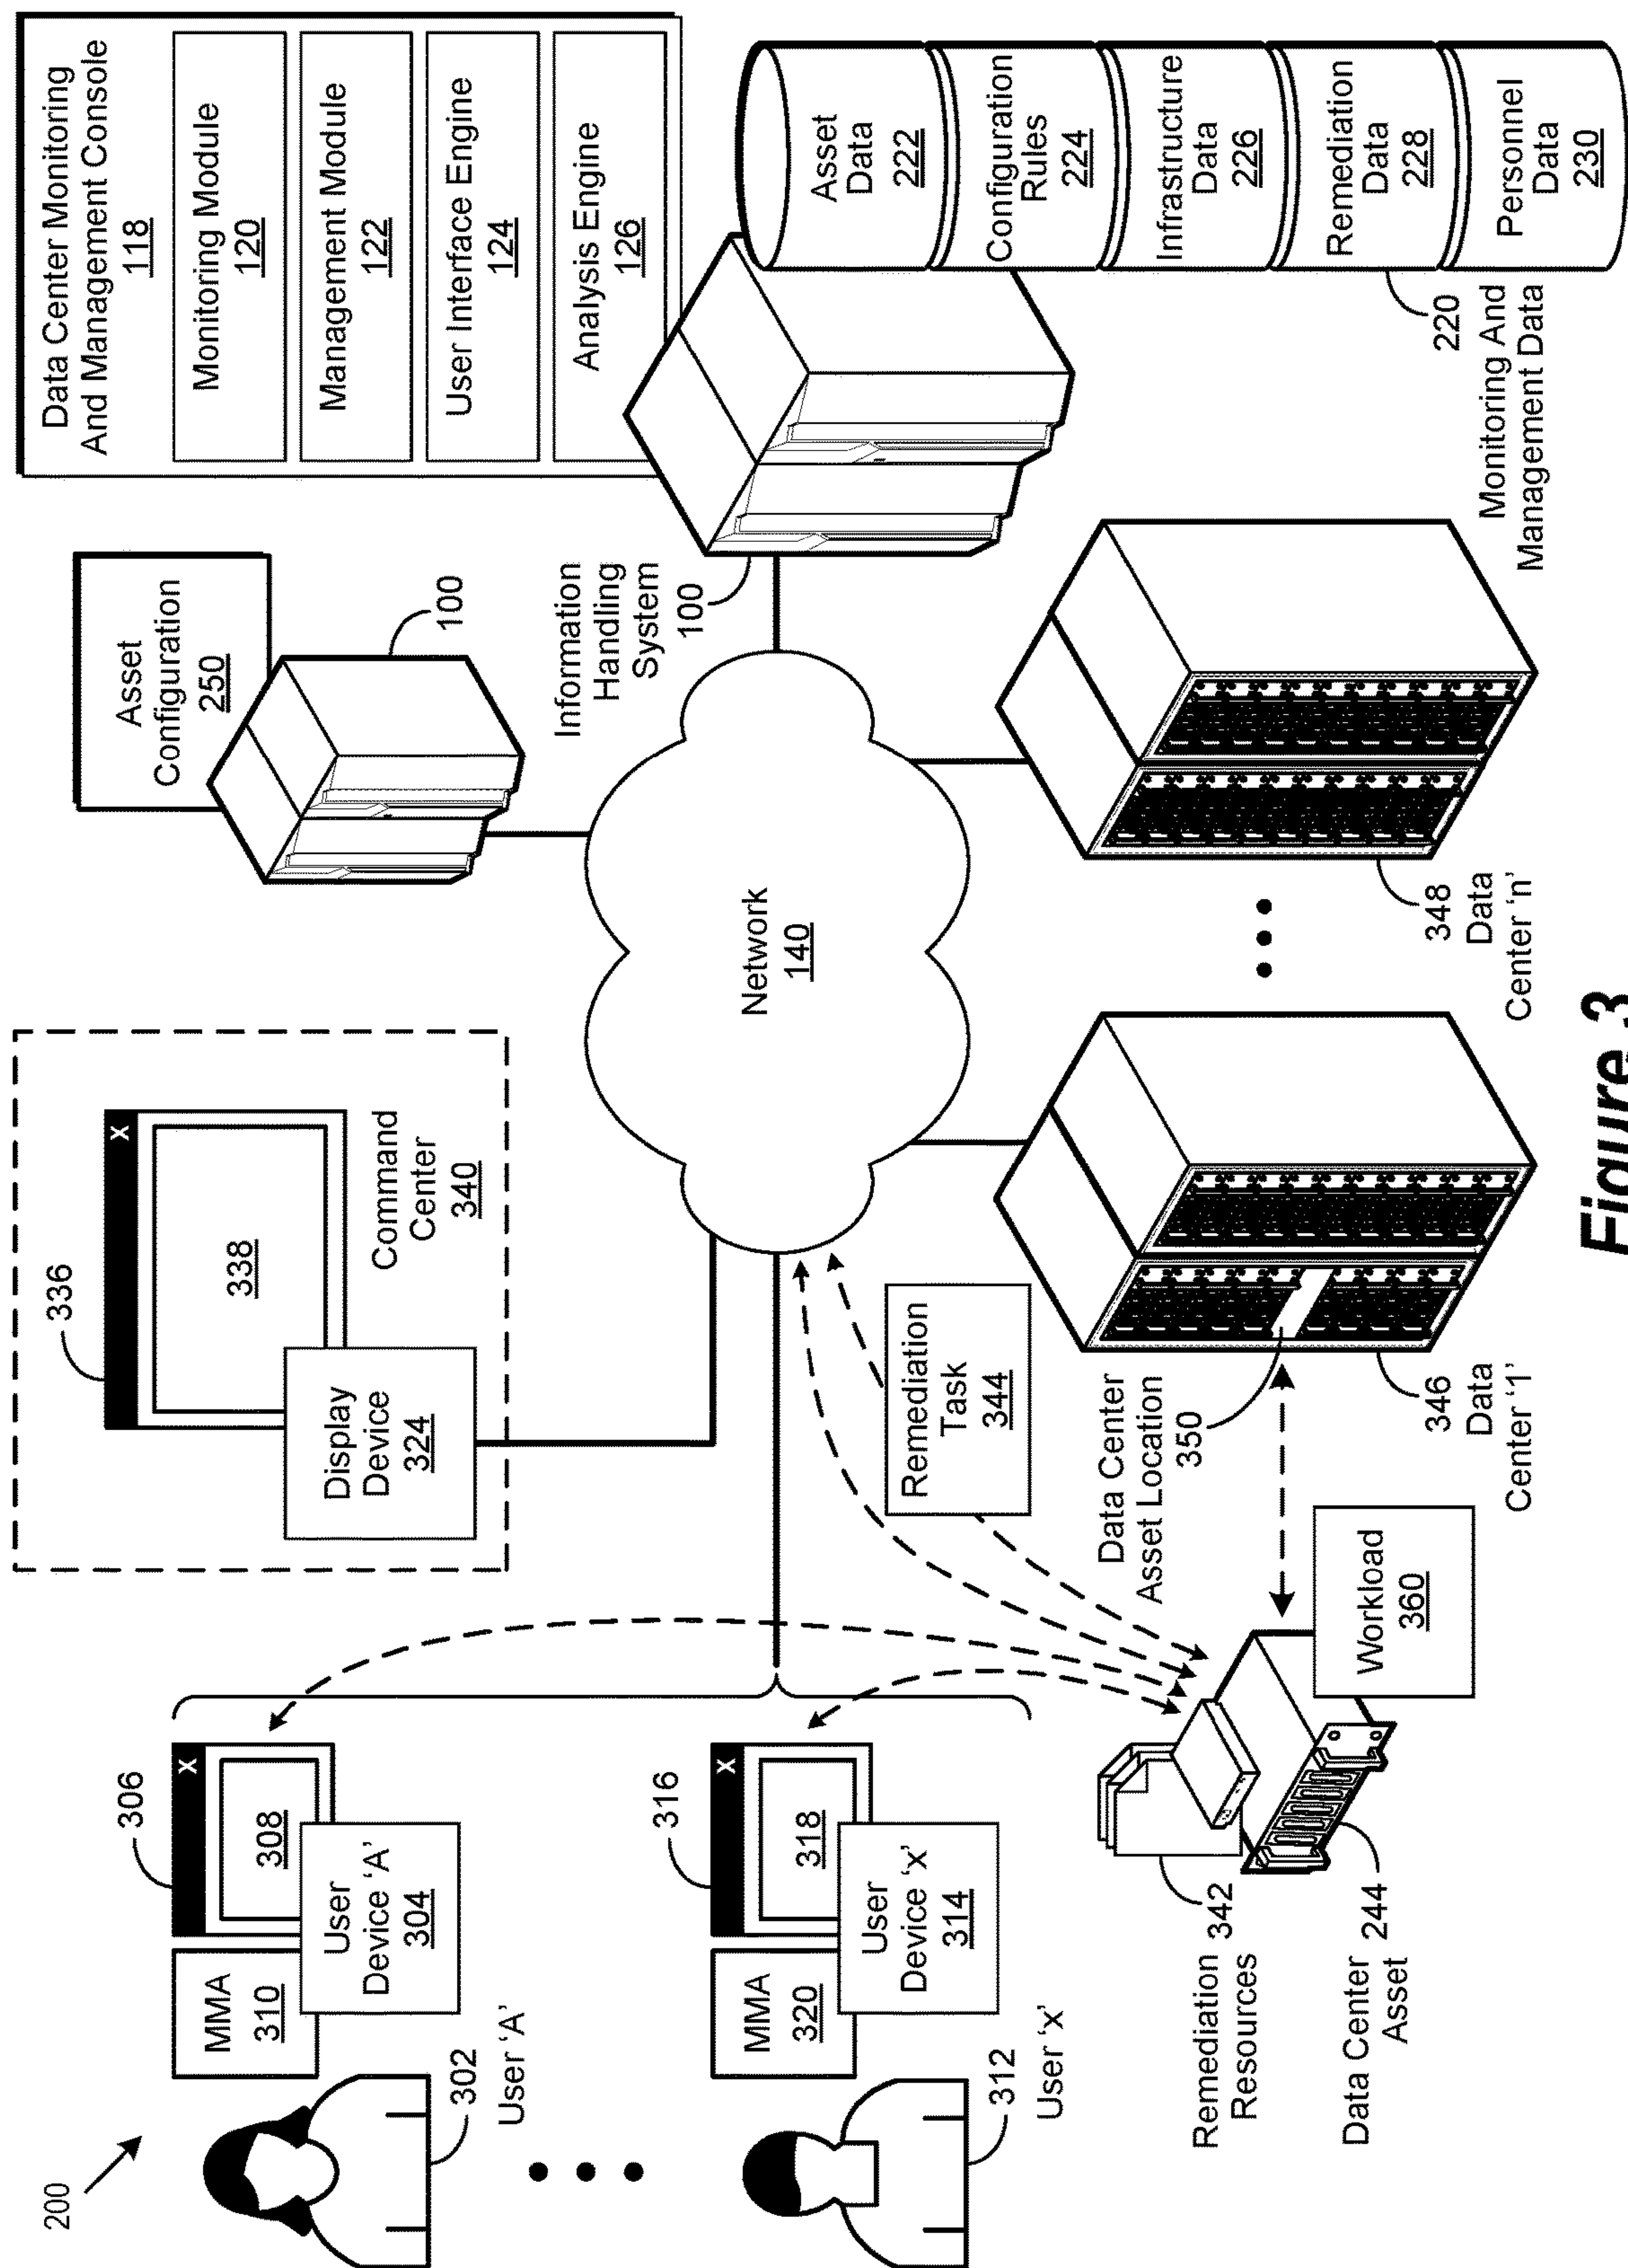 200
336
X
338
Display
Device
324
Command
Center
340
Asset
Configuration
250
100
Data Center Monitoring
And Management Console
118
Monitoring Module
120
Management Module
122
User Interface Engine
124
Analysis Engine
126
306
X
308
MMA
310
User
Device ‘A’
304
302
User ‘A’
316
X
318
MMA
320
User
Device ‘x’
314
312
User ‘x’
Network
140
Information
Handling
System
100
Asset
Data
222
Configuration
Rules
224
Infrastructure
Data
226
Remediation
Data
228
Personnel
Data
230
220
Monitoring And
Management Data
Remediation
Task
344
Data Center
Asset Location
350
Remediation 342
Resources
Data Center 244
Asset
Workload
360
346
Data
Center ‘1’
348
Data
Center ‘n’
Figure 3